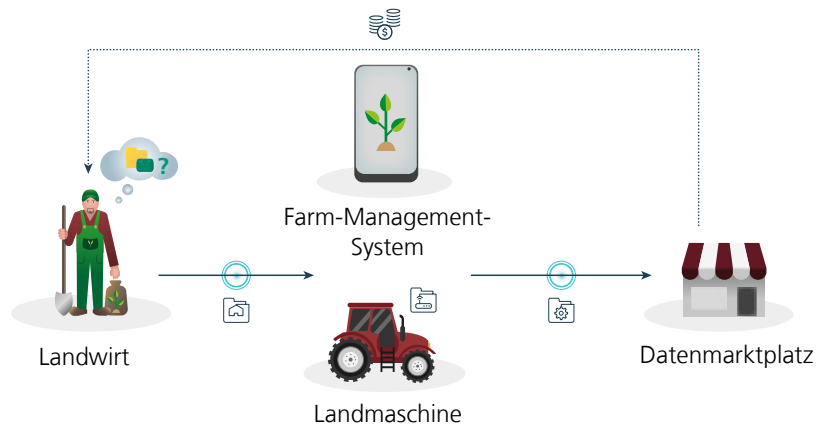 $
?
Farm-Management-
System
Landwirt
Datenmarktplatz
Landmaschine